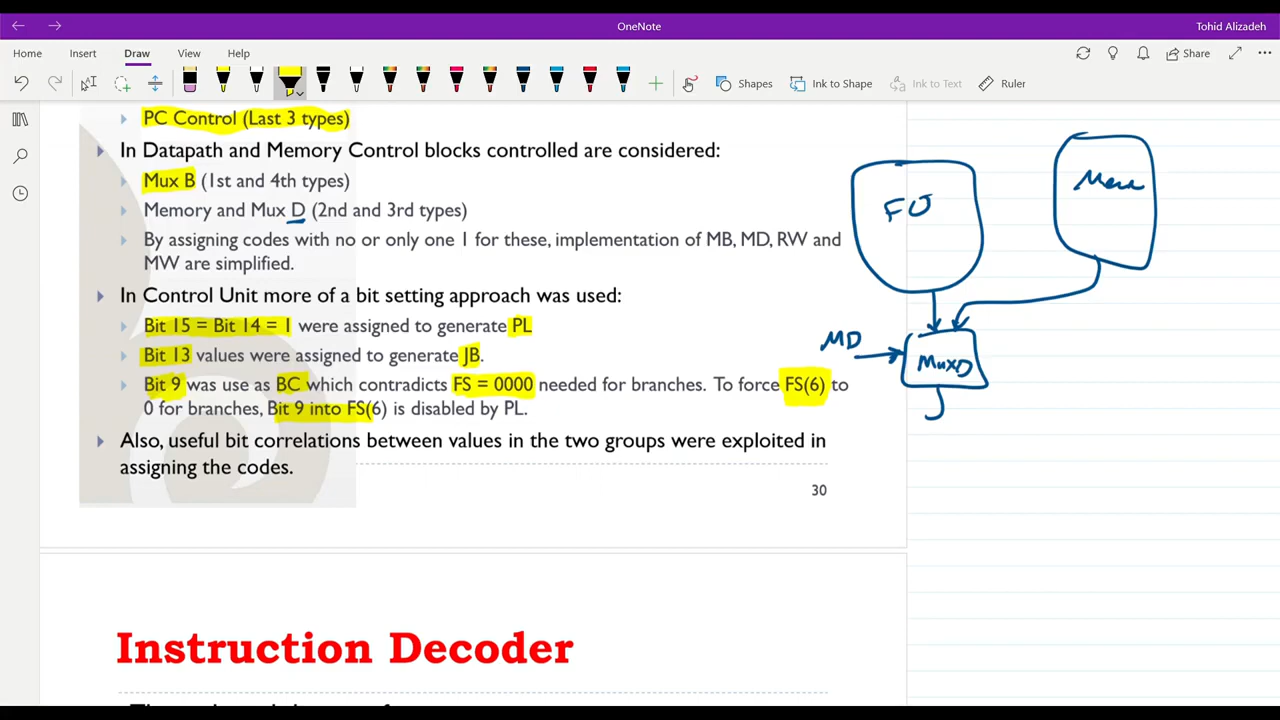 OneNote
Tohid Alizadeh
Home
Insert
Draw
View
Help
Share
Shapes
Ink to Shape
Ink to Text
Ruler
PC Control (Last 3 types)
In Datapath and Memory Control blocks controlled are considered:
Mux B (1st and 4th types)
Memory and Mux D (2nd and 3rd types)
By assigning codes with no or only one 1 for these, implementation of MB, MD, RW and
MW are simplified.
In Control Unit more of a bit setting approach was used:
Bit 15 = Bit 14 = 1 were assigned to generate PL
Bit 13 values were assigned to generate JB.
Bit 9 was use as BC which contradicts FS = 0000 needed for branches. To force FS(6) to
0 for branches, Bit 9 into FS(6) is disabled by PL.
Also, useful bit correlations between values in the two groups were exploited in
assigning the codes.
30
FU
Mem
MD
MuxD
Instruction Decoder